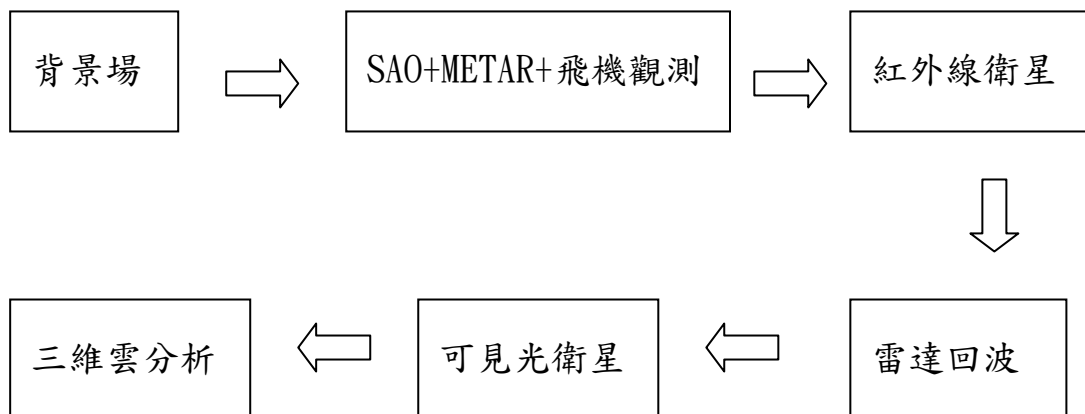 背景場
SAO+METAR+飛機觀測
紅外線衛星
雷達回波
可見光衛星
三維雲分析